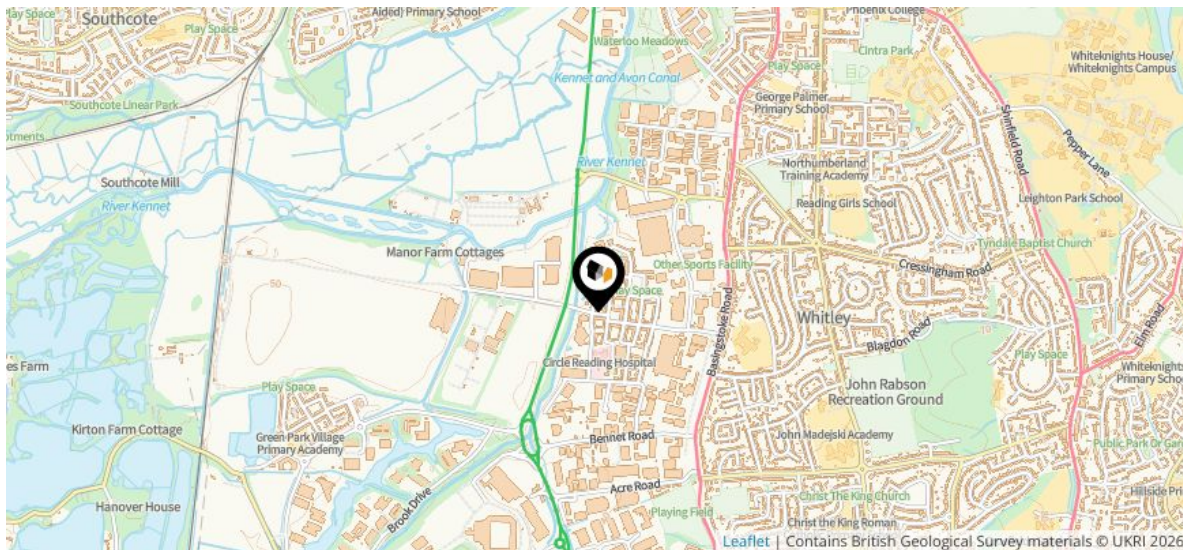 Southcote
Aided) Primary School
Play Space
Waterloo Meadows
Phoenix College
Cintra Park
Whiteknights House/
Whiteknights Campus
Kennet and Avon Canal
Play Space
George Palmer
Primary School
Southcote Linear Park
otments
40
Shinfield Road
Pepper Lane
River Kennet
Northumberland
Training Academy
Southcote Mill
River Kennet
Reading Girls School
Leighton Park School
Manor Farm Cottages
Tyndale Baptist Church
Other Sports Facility
Cressingham Road
50
Play Space
Basingstoke Road
Whitley
Blagdon Road
70
Elm Road
Circle Reading Hospital
Play Space
es Farm
Whiteknights
Primary Scho
Play Space
John Rabson
Recreation Ground
Kirton Farm Cottage
Green Park Village
Primary Academy
Bennet Road
John Madejski Academy
Public Park Or Gard
Brook Drive
Acre Road
Hanover House
Christ The King Church
Hillside Pri
Playing Field
Christ the King Roman
Leaflet | Contains British Geological Survey materials © UKRI 2026